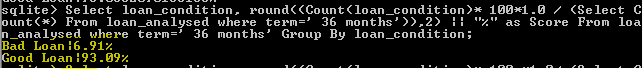 sqlite> Select loan_condition, round((Count(loan_condition)* 100*1.0 / (Select C
ount(*) From loan_analysed where term=' 36 months')),2) || "%" as Score From loa
n_analysed where term=' 36 months' Group By loan_condition;
Bad Loan|6.91%
Good Loan|93.09%